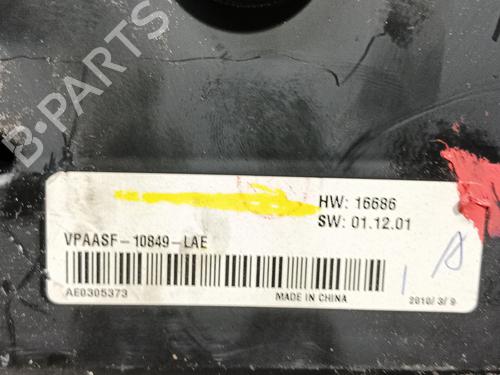 B-PARTS
HW: 16686
SW: 01.12.01
VPAASF-10849-LAE
AE0305373
MADE IN CHINA
2010/ 3/ 9